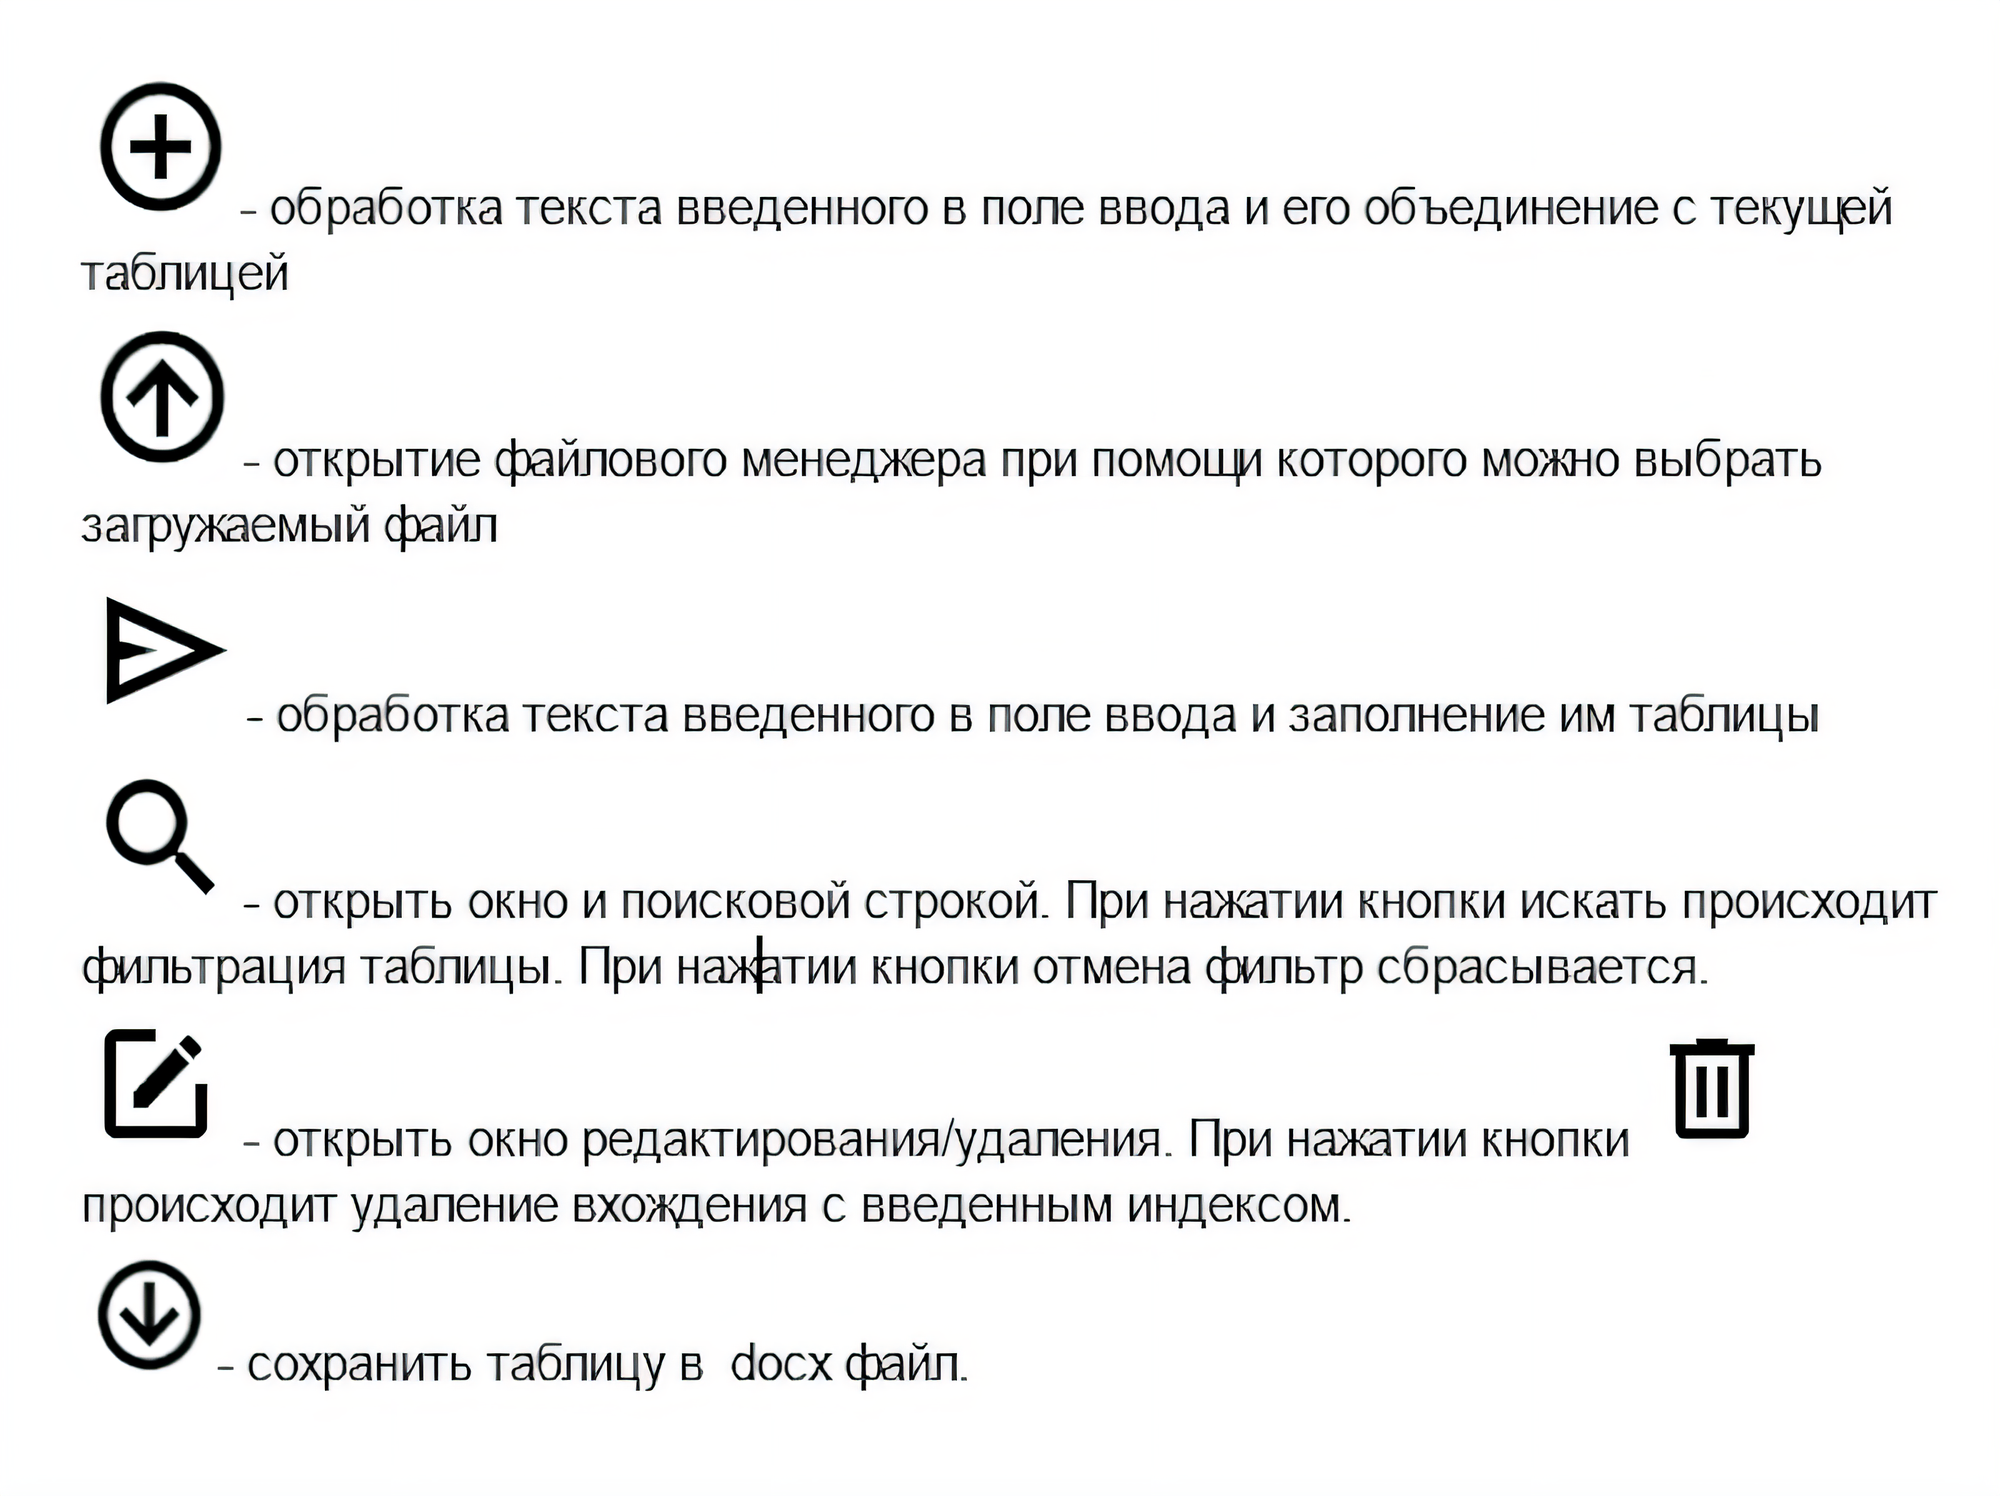 – обработка текста введенного в поле ввода и его объединение с текущей
таблицей
– открытие файлового менеджера при помощи которого можно выбрать
загружаемый файл
– обработка текста введенного в поле ввода и заполнение им таблицы
– открыть окно и поисковой строкой. При нажатии кнопки искать происходит
фильтрация таблицы. При нажатии кнопки отмена фильтр сбрасывается.
– открыть окно редактирования/удаления. При нажатии кнопки
происходит удаление вхождения с введенным индексом.
– сохранить таблицу в docx файл.